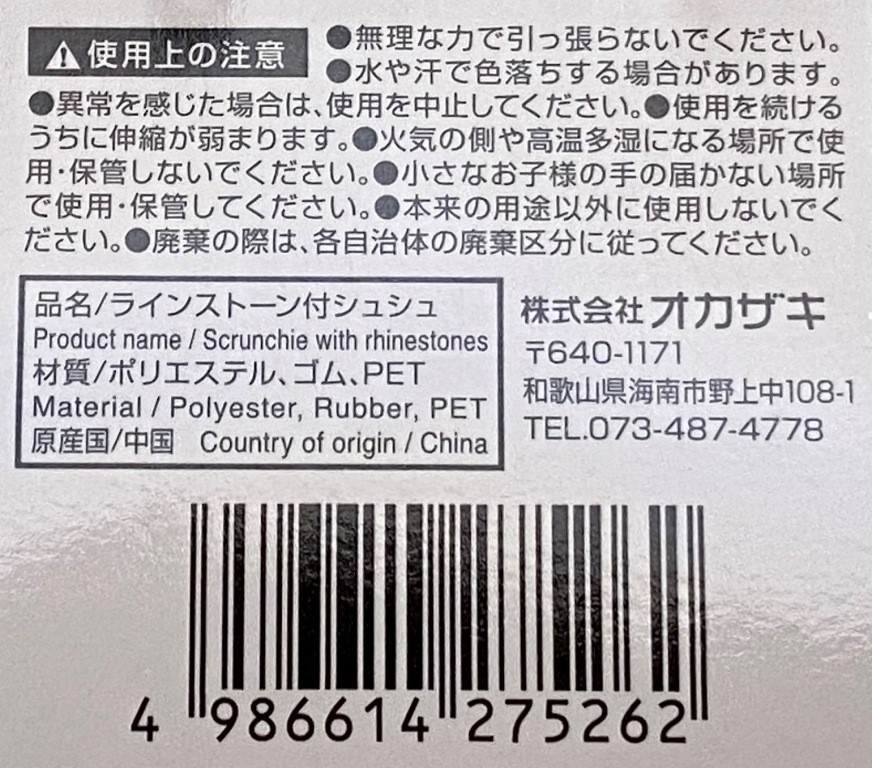 ⚠使用上の注意 ●無理な力で引っ張らないでください。
●水や汗で色落ちする場合があります。
●異常を感じた場合は、使用を中止してください。●使用を続ける
うちに伸縮が弱まります。●火気の側や高温多湿になる場所で使
用・保管しないでください。●小さなお子様の手の届かない場所
で使用・保管してください。●本来の用途以外に使用しないでく
ださい。●廃棄の際は、各自治体の廃棄区分に従ってください。
品名/ラインストーン付シュシュ
Product name / Scrunchie with rhinestones
材質/ポリエステル、ゴム、PET
Material / Polyester, Rubber, PET
原産国/中国 Country of origin / China
株式会社オカザキ
〒640-1171
和歌山県海南市野上中108-1
TEL.073-487-4778
4 986614 275262